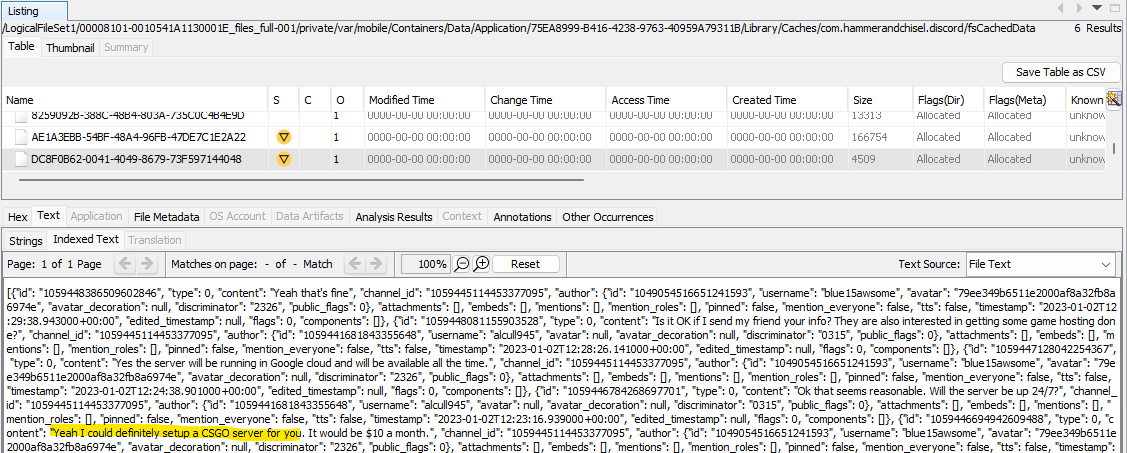 Listing
/LogicalFileSet1/00008101-0010541A1130001E_files_full-001/private/var/mobile/Containers/Data/Application/75EA8999-B416-4238-9763-40959A79311B/Library/Caches/com.hammerandchisel.discord/fsCachedData 6 Results
Table Thumbnail Summary
Save Table as CSV
Name S C O Modified Time Change Time Access Time Created Time Size Flags(Dir) Flags(Meta) Known
8259092B-388C-48B4-803A-735C0C4B4E9D 1 0000-00-00 00:00:00 0000-00-00 00:00:00 0000-00-00 00:00:00 0000-00-00 00:00:00 13313 Allocated Allocated unknow
AE1A3EBB-54BF-48A4-96FB-47DE7C1E2A22 1 0000-00-00 00:00:00 0000-00-00 00:00:00 0000-00-00 00:00:00 0000-00-00 00:00:00 166754 Allocated Allocated unknow
DC8F0B62-0041-4049-8679-73F597144048 1 0000-00-00 00:00:00 0000-00-00 00:00:00 0000-00-00 00:00:00 0000-00-00 00:00:00 4509 Allocated Allocated unknow
Hex Text Application File Metadata OS Account Data Artifacts Analysis Results Context Annotations Other Occurrences
Strings Indexed Text Translation
Page: 1 of 1 Page Matches on page: - of - Match 100% Reset Text Source: File Text
[{"id": "1059448386509602846", "type": 0, "content": "Yeah that's fine", "channel_id": "1059445114453377095", "author": {"id": "1049054516651241593", "username": "blue15awsome", "avatar": "79ee349b6511e2000af8a32fb8a
6974e", "avatar_decoration": null, "discriminator": "2326", "public_flags": 0}, "attachments": [], "embeds": [], "mentions": [], "mention_roles": [], "pinned": false, "mention_everyone": false, "tts": false, "timestamp": "2023-01-02T12
:29:38.943000+00:00", "edited_timestamp": null, "flags": 0, "components": []}, {"id": "1059448081155903528", "type": 0, "content": "Is it OK if I send my friend your info? They are also interested in getting some game hosting don
e?", "channel_id": "1059445114453377095", "author": {"id": "1059441681843355648", "username": "alcull945", "avatar": null, "avatar_decoration": null, "discriminator": "0315", "public_flags": 0}, "attachments": [], "embeds": [], "m
entions": [], "mention_roles": [], "pinned": false, "mention_everyone": false, "tts": false, "timestamp": "2023-01-02T12:28:26.141000+00:00", "edited_timestamp": null, "flags": 0, "components": []}, {"id": "1059447128042254367",
"type": 0, "content": "Yes the server will be running in Google cloud and will be available all the time.", "channel_id": "1059445114453377095", "author": {"id": "1049054516651241593", "username": "blue15awsome", "avatar": "79e
e349b6511e2000af8a32fb8a6974e", "avatar_decoration": null, "discriminator": "2326", "public_flags": 0}, "attachments": [], "embeds": [], "mentions": [], "mention_roles": [], "pinned": false, "mention_everyone": false, "tts": false,
"timestamp": "2023-01-02T12:24:38.901000+00:00", "edited_timestamp": null, "flags": 0, "components": []}, {"id": "1059446784268697701", "type": 0, "content": "Ok that seems reasonable. Will the server be up 24/7?", "channel_
id": "1059445114453377095", "author": {"id": "1059441681843355648", "username": "alcull945", "avatar": null, "avatar_decoration": null, "discriminator": "0315", "public_flags": 0}, "attachments": [], "embeds": [], "mentions": [], "
mention_roles": [], "pinned": false, "mention_everyone": false, "tts": false, "timestamp": "2023-01-02T12:23:16.939000+00:00", "edited_timestamp": null, "flags": 0, "components": []}, {"id": "1059446694942609488", "type": 0, "c
ontent": "Yeah I could definitely setup a CSGO server for you. It would be $10 a month.", "channel_id": "1059445114453377095", "author": {"id": "1049054516651241593", "username": "blue15awsome", "avatar": "79ee349b6511e
2000af8a32fb8a6974e", "avatar_decoration": null, "discriminator": "2326", "public_flags": 0}, "attachments": [], "embeds": [], "mentions": [], "mention_roles": [], "pinned": false, "mention_everyone": false, "tts": false, "timestamp":